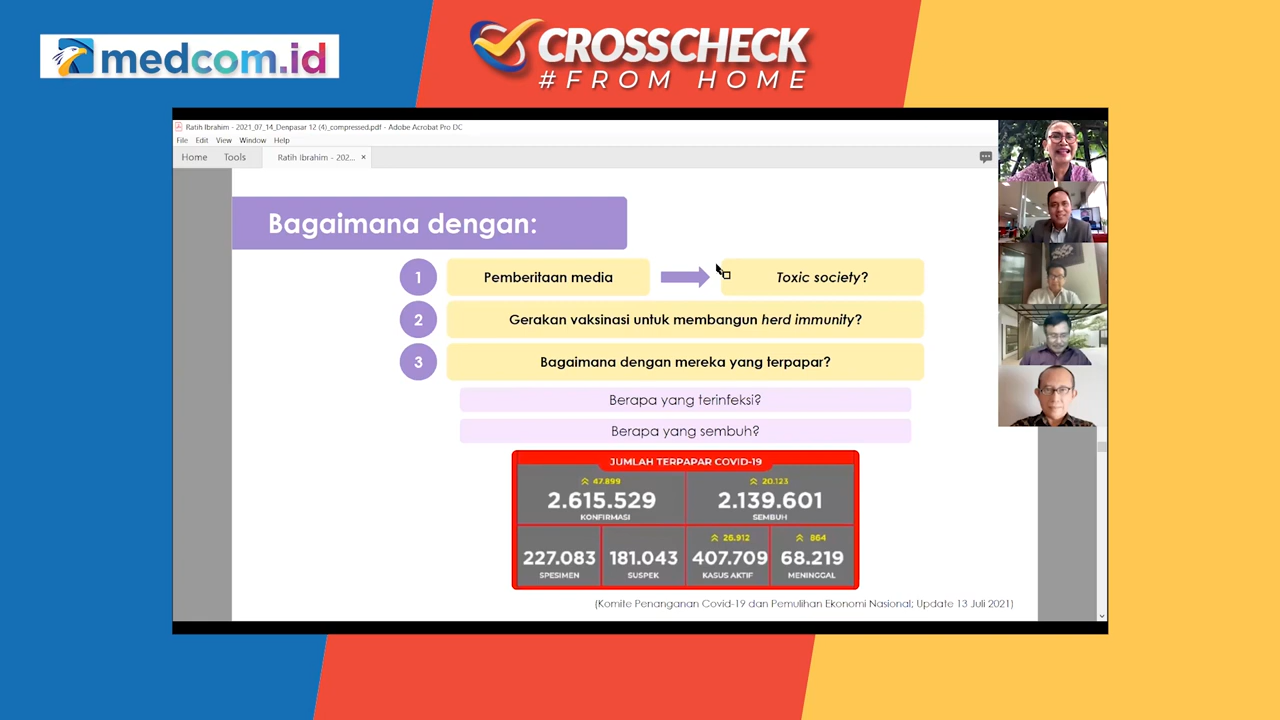 medcom.id
CROSSCHECK
#FROM HOME
Ratih Ibrahim - 2021_07_14_Denpasar 12 (4)_compressed.pdf - Adobe Acrobat Pro DC
File Edit View Window Help
Home Tools Ratih Ibrahim - 202... ×
Bagaimana dengan:
1 Pemberitaan media Toxic society?
2 Gerakan vaksinasi untuk membangun herd immunity?
3 Bagaimana dengan mereka yang terpapar?
Berapa yang terinfeksi?
Berapa yang sembuh?
JUMLAH TERPAPAR COVID-19
47.899 20.123
2.615.529 2.139.601
KONFIRMASI SEMBUH
26.912 864
227.083 181.043 407.709 68.219
SPESIMEN SUSPEK KASUS AKTIF MENINGGAL
(Komite Penanganan Covid-19 dan Pemulihan Ekonomi Nasional; Update 13 Juli 2021)